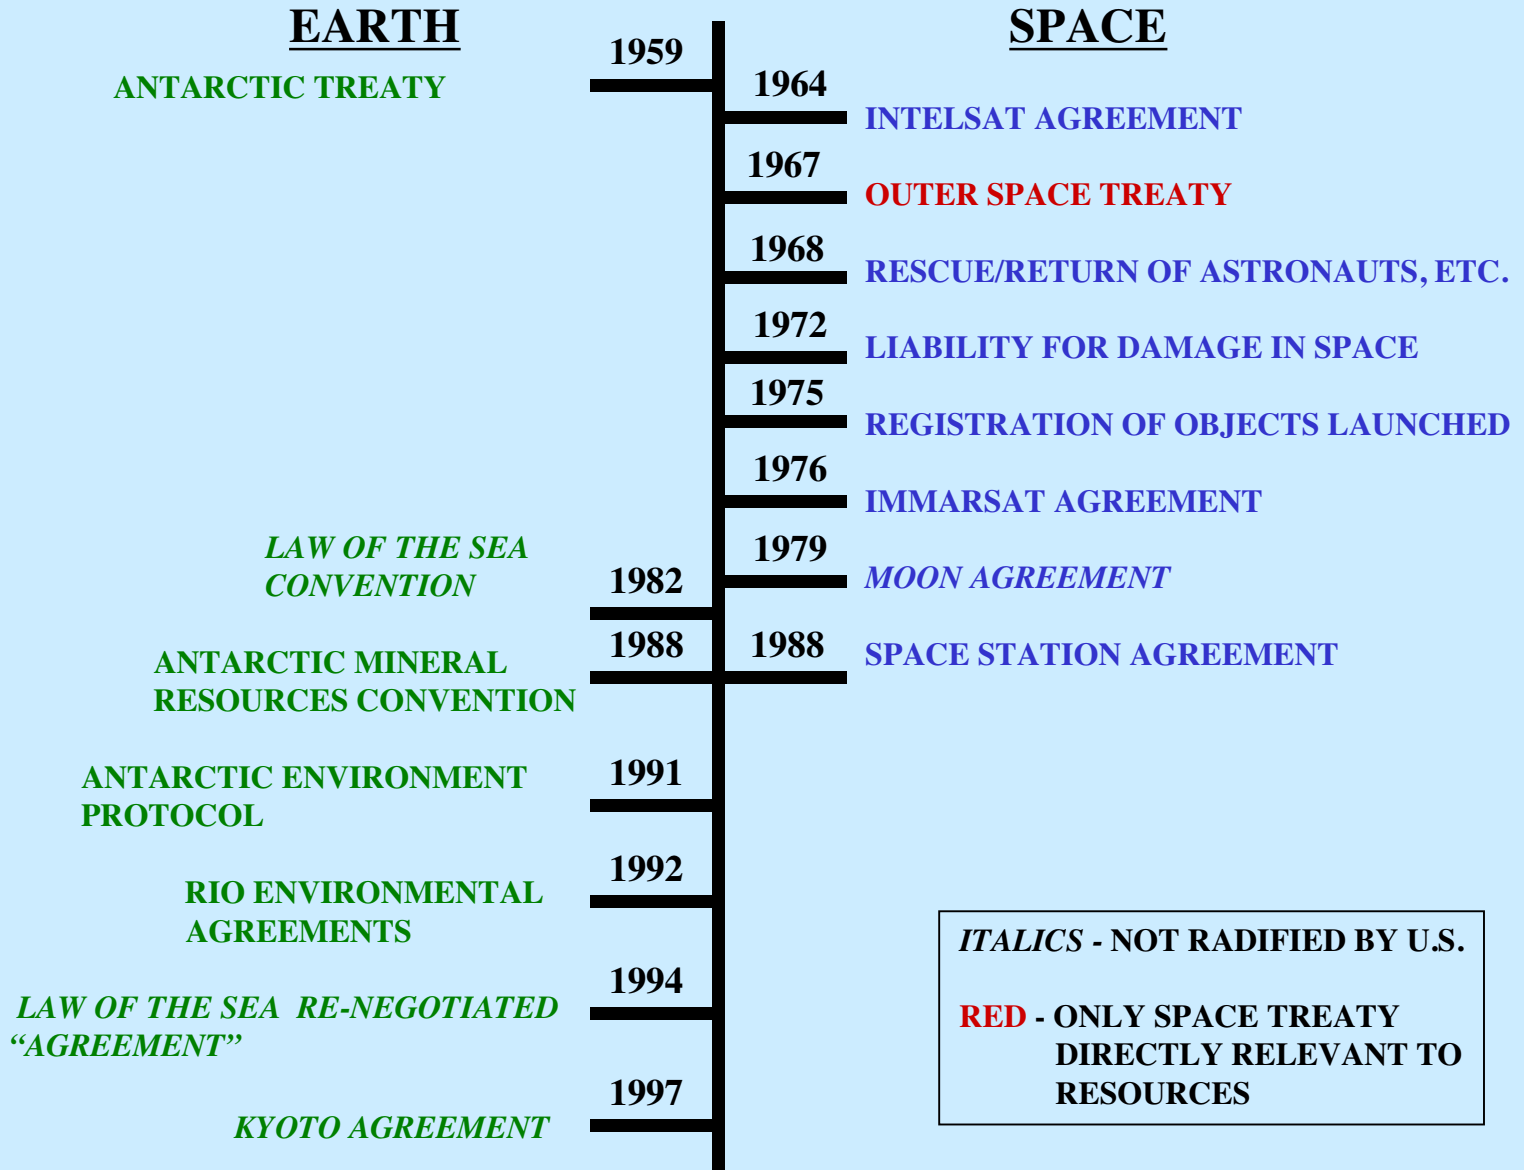 EARTH
SPACE
1959
ANTARCTIC TREATY
1964
INTELSAT AGREEMENT
1967
OUTER SPACE TREATY
1968
RESCUE/RETURN OF ASTRONAUTS, ETC.
1972
LIABILITY FOR DAMAGE IN SPACE
1975
REGISTRATION OF OBJECTS LAUNCHED
1976
IMMARSAT AGREEMENT
1979
MOON AGREEMENT
LAW OF THE SEA
CONVENTION
1982
1988
ANTARCTIC MINERAL
RESOURCES CONVENTION
1988
SPACE STATION AGREEMENT
1991
ANTARCTIC ENVIRONMENT
PROTOCOL
1992
RIO ENVIRONMENTAL
AGREEMENTS
1994
LAW OF THE SEA RE-NEGOTIATED
“AGREEMENT”
1997
KYOTO AGREEMENT
ITALICS - NOT RADIFIED BY U.S.
RED - ONLY SPACE TREATY
DIRECTLY RELEVANT TO
RESOURCES